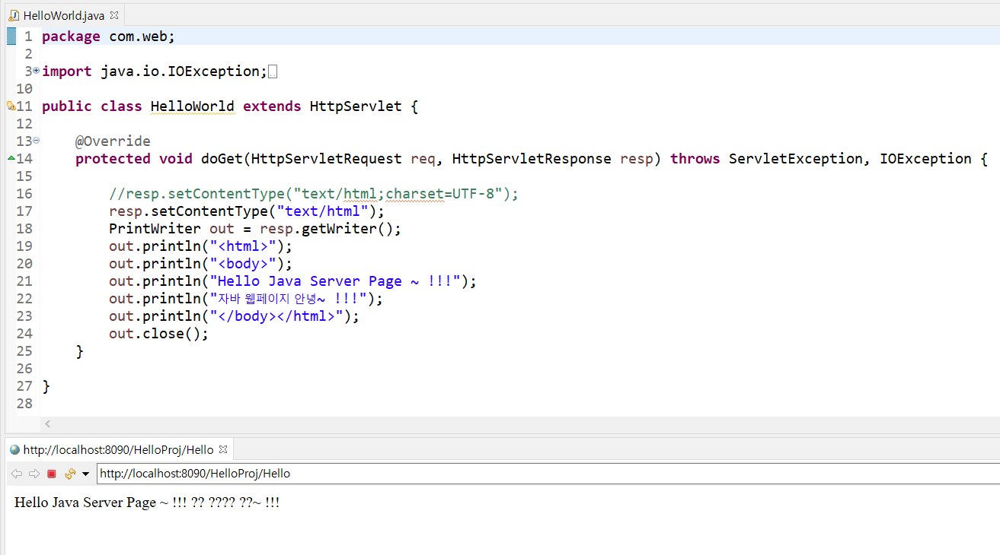 HelloWorld.java
1 package com.web;
2
3 import java.io.IOException;
10
11 public class HelloWorld extends HttpServlet {
12
13 @Override
14 protected void doGet(HttpServletRequest req, HttpServletResponse resp) throws ServletException, IOException {
15
16 //resp.setContentType("text/html;charset=UTF-8");
17 resp.setContentType("text/html");
18 PrintWriter out = resp.getWriter();
19 out.println("<html>");
20 out.println("<body>");
21 out.println("Hello Java Server Page ~ !!!");
22 out.println("자바 웹페이지 안녕~ !!!");
23 out.println("</body></html>");
24 out.close();
25 }
26
27 }
28
http://localhost:8090/HelloProj/Hello
http://localhost:8090/HelloProj/Hello
Hello Java Server Page ~ !!! ?? ???? ??~ !!!